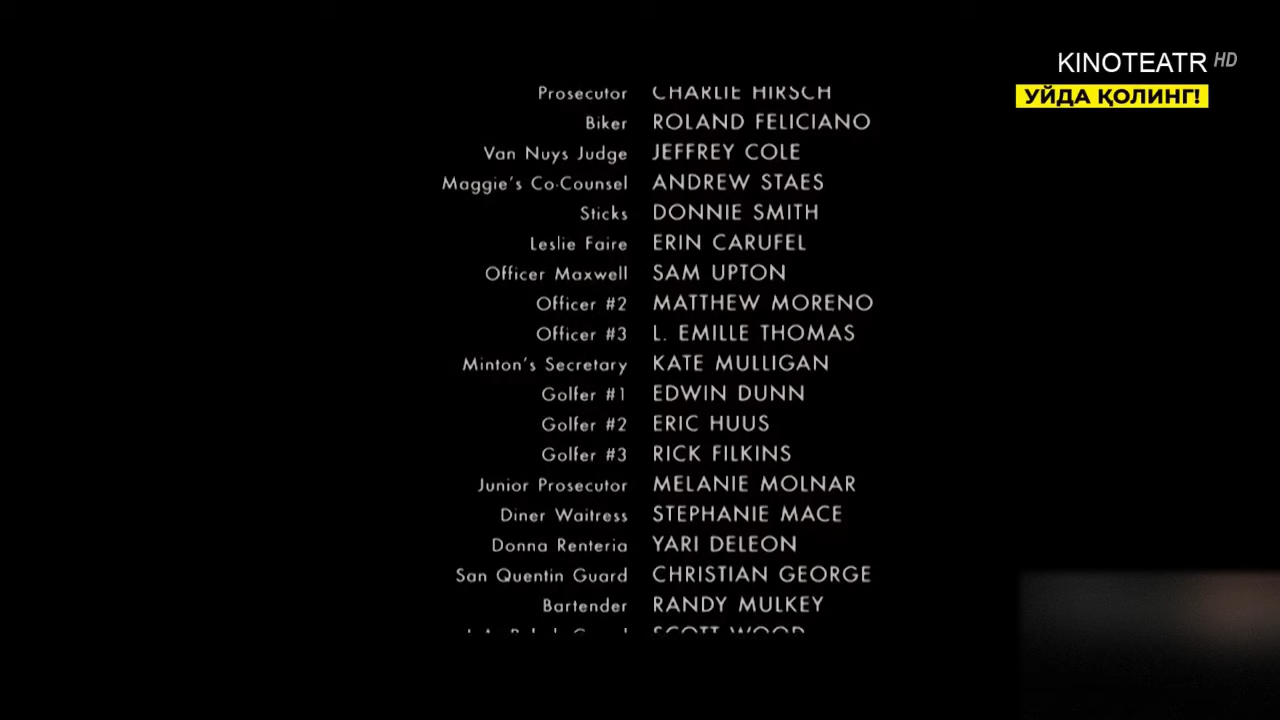 KINOTEATR HD
УЙДА ҚОЛИНГ!
Prosecutor CHARLIE HIRSCH
Biker ROLAND FELICIANO
Van Nuys Judge JEFFREY COLE
Maggie's Co-Counsel ANDREW STAES
Sticks DONNIE SMITH
Leslie Faire ERIN CARUFEL
Officer Maxwell SAM UPTON
Officer #2 MATTHEW MORENO
Officer #3 L. EMILLE THOMAS
Minton's Secretary KATE MULLIGAN
Golfer #1 EDWIN DUNN
Golfer #2 ERIC HUUS
Golfer #3 RICK FILKINS
Junior Prosecutor MELANIE MOLNAR
Diner Waitress STEPHANIE MACE
Donna Renteria YARI DELEON
San Quentin Guard CHRISTIAN GEORGE
Bartender RANDY MULKEY
SCOTT WOOD